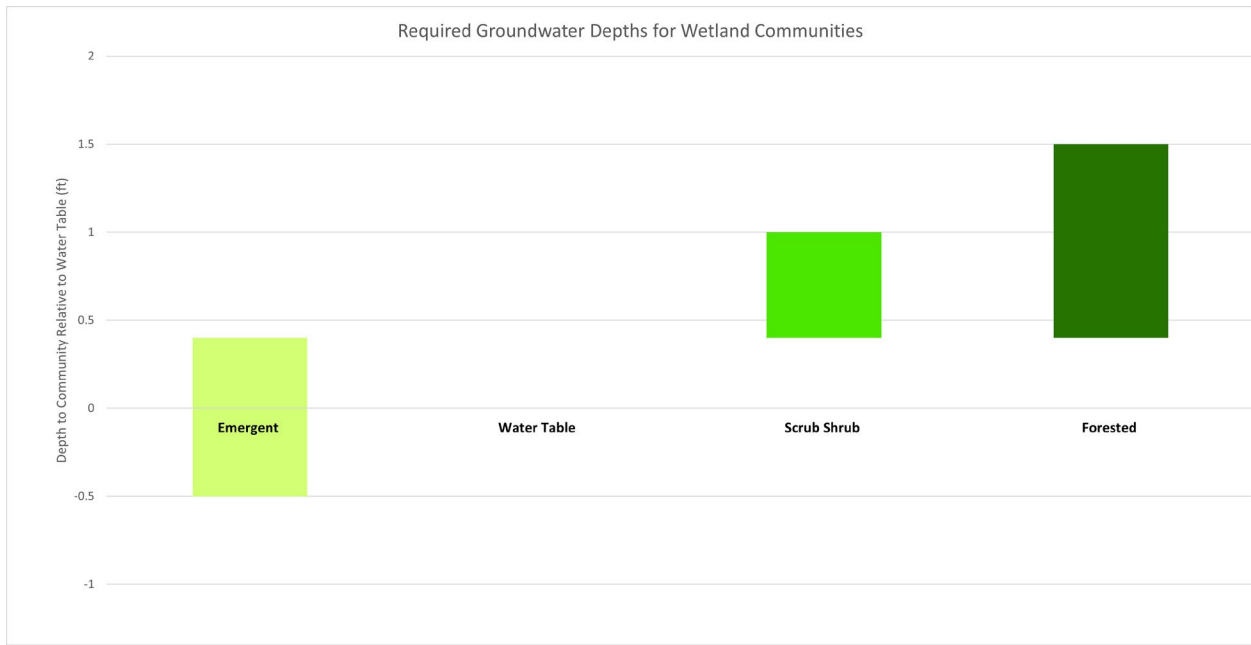 Required Groundwater Depths for Wetland Communities
Depth to Community Relative to Water Table (ft)
2
1.5
1
0.5
0
-0.5
-1
Emergent
Water Table
Scrub Shrub
Forested